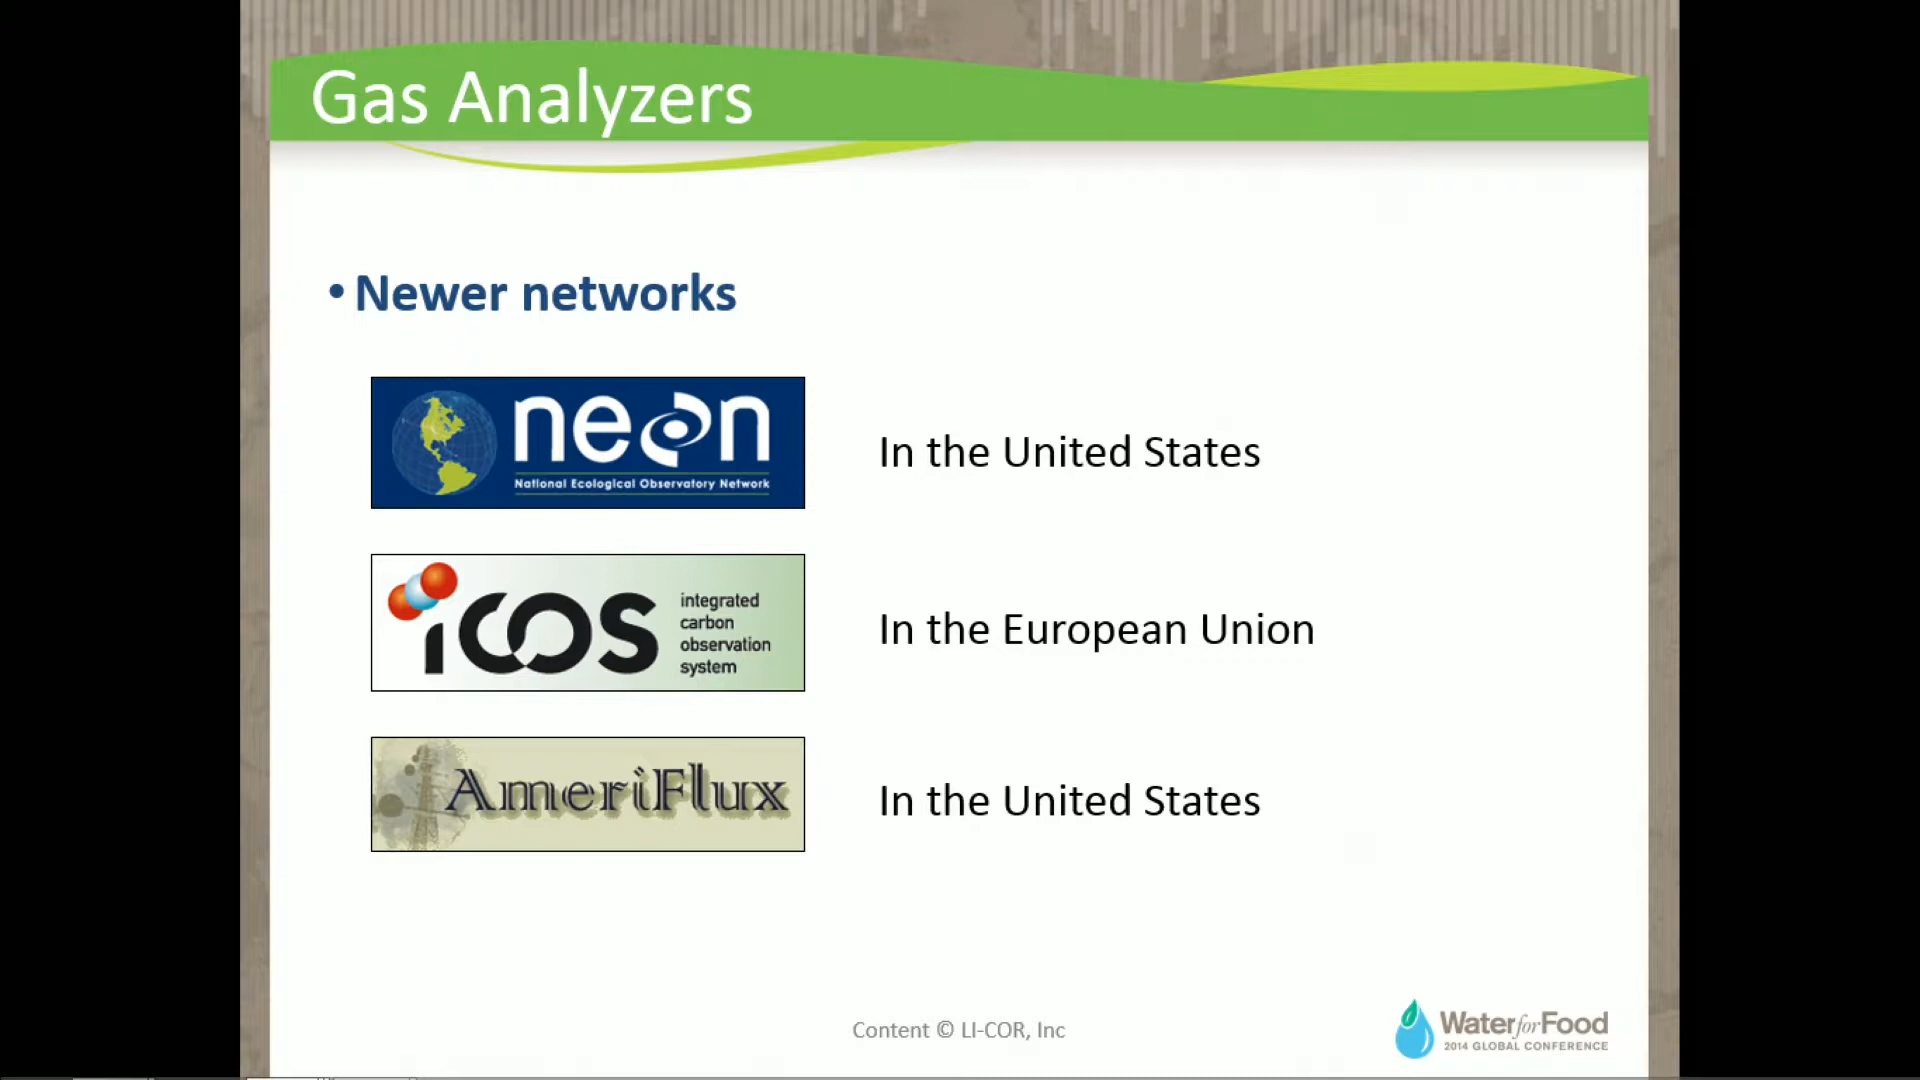 Gas Analyzers
• Newer networks
neon
National Ecological Observatory Network
In the United States
icos
integrated
carbon
observation
system
In the European Union
AmeriFlux
In the United States
Content © LI-COR, Inc
Water for Food
2014 GLOBAL CONFERENCE